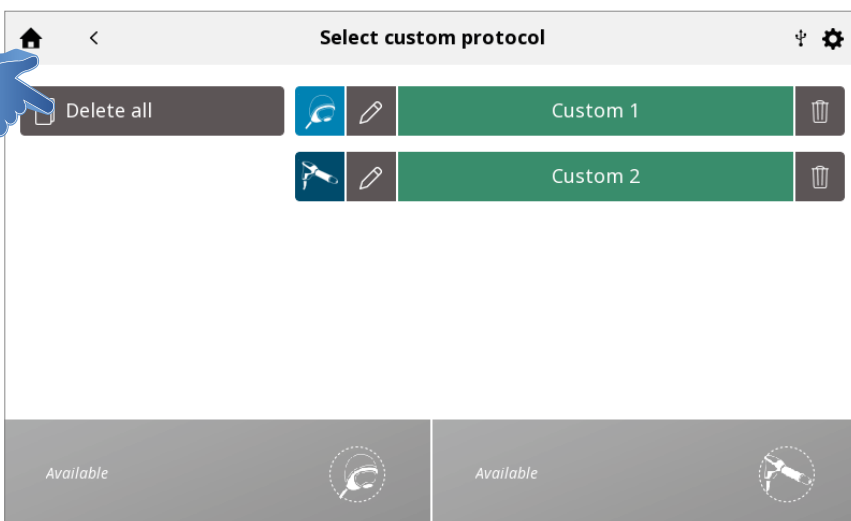 Select custom protocol
Delete all
Custom 1
Custom 2
Available
Available